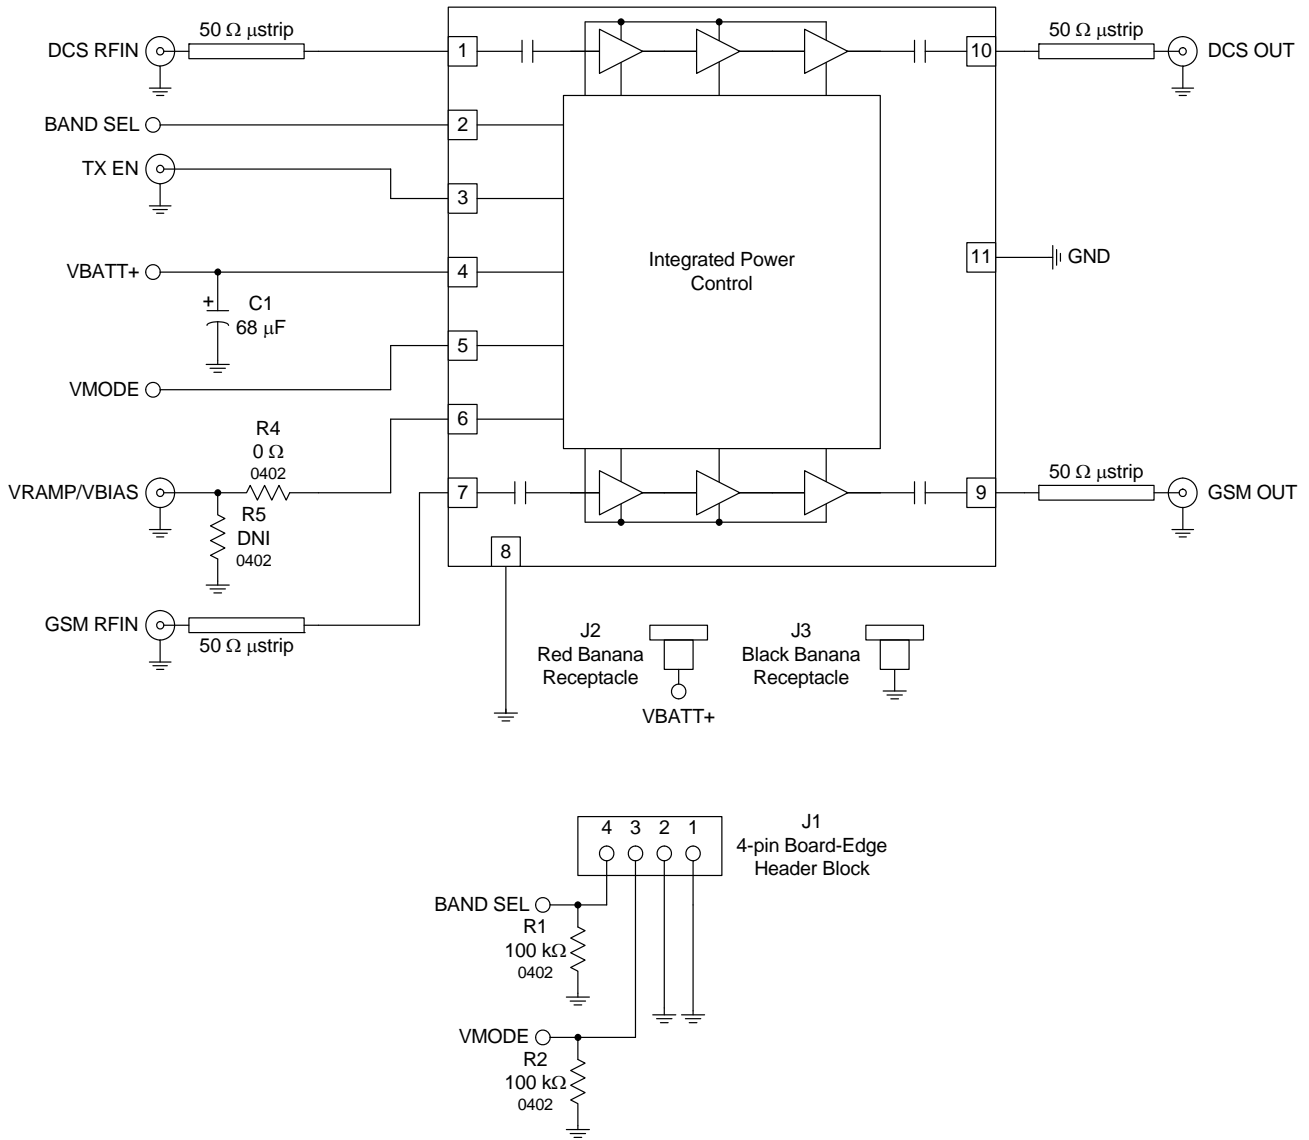 50 Ω μstrip
DCS RFIN
1
10
50 Ω μstrip
DCS OUT
BAND SEL
2
TX EN
3
VBATT+
4
+
C1
68 μF
Integrated Power
Control
11
GND
5
VMODE
6
R4
0 Ω
0402
VRAMP/VBIAS
R5
DNI
0402
7
9
50 Ω μstrip
GSM OUT
8
GSM RFIN
50 Ω μstrip
J2
Red Banana
Receptacle
VBATT+
J3
Black Banana
Receptacle
4 3 2 1
J1
4-pin Board-Edge
Header Block
BAND SEL
R1
100 kΩ
0402
VMODE
R2
100 kΩ
0402